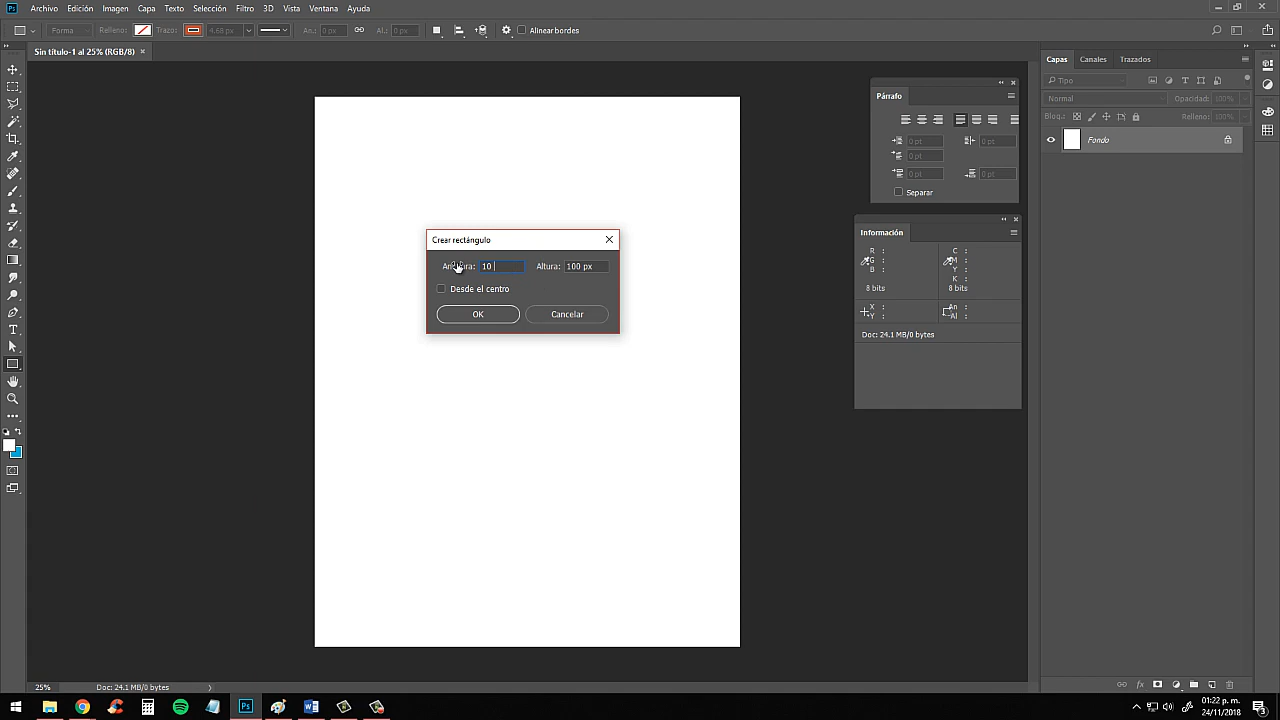 Ps Archivo Edición Imagen Capa Texto Selección Filtro 3D Vista Ventana Ayuda
Forma Relleno: Trazo: 4.68 px An.: 0 px Al.: 0 px Alinear bordes
Sin título-1 al 25% (RGB/8)
Capas Canales Trazados
Tipo
Normal Opacidad: 100%
Bloq.: Relleno: 100%
Fondo
Párrafo
0 pt 0 pt
0 pt
0 pt 0 pt
Separar
Información
R : C :
G : M :
B : Y :
K :
8 bits 8 bits
X : An :
Y : Al :
Doc: 24.1 MB/0 bytes
Crear rectángulo
10 Altura: 100 px
Desde el centro
OK Cancelar
25% Doc: 24.1 MB/0 bytes
Ps
01:22 p. m.
24/11/2018
3